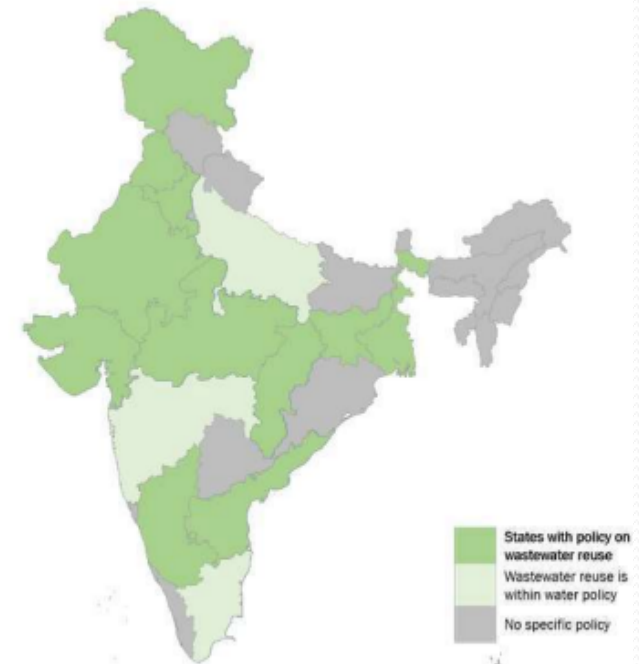 States with policy on
wastewater reuse
Wastewater reuse is
within water policy
No specific policy